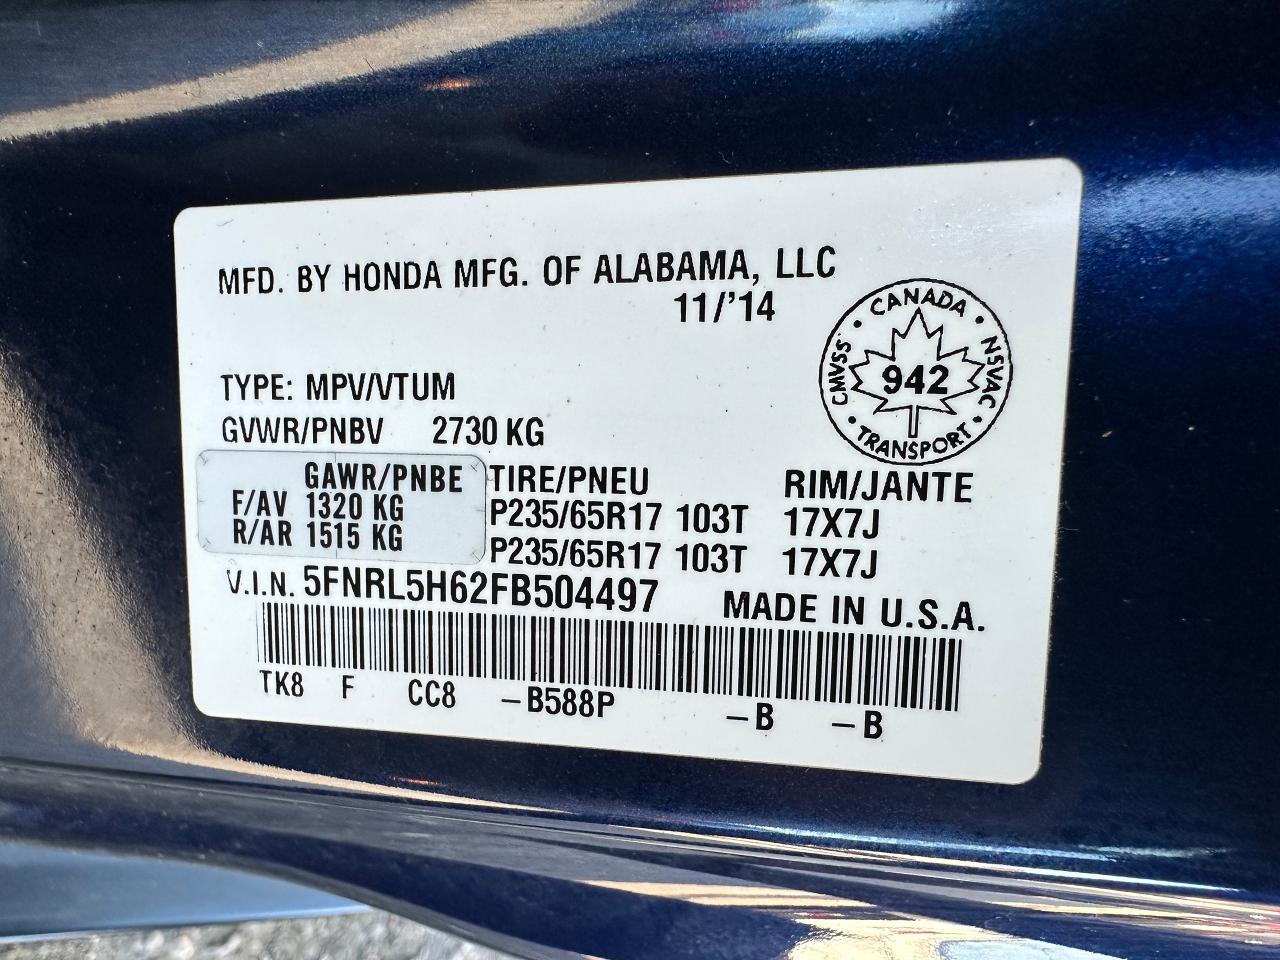 MFD. BY HONDA MFG. OF ALABAMA, LLC
11/'14
CANADA
CMVSS • NSVAC
942
TRANSPORT
TYPE: MPV/VTUM
GVWR/PNBV 2730 KG
GAWR/PNBE TIRE/PNEU RIM/JANTE
F/AV 1320 KG P235/65R17 103T 17X7J
R/AR 1515 KG P235/65R17 103T 17X7J
V.I.N. 5FNRL5H62FB504497 MADE IN U.S.A.
TK8 F CC8 –B588P –B –B